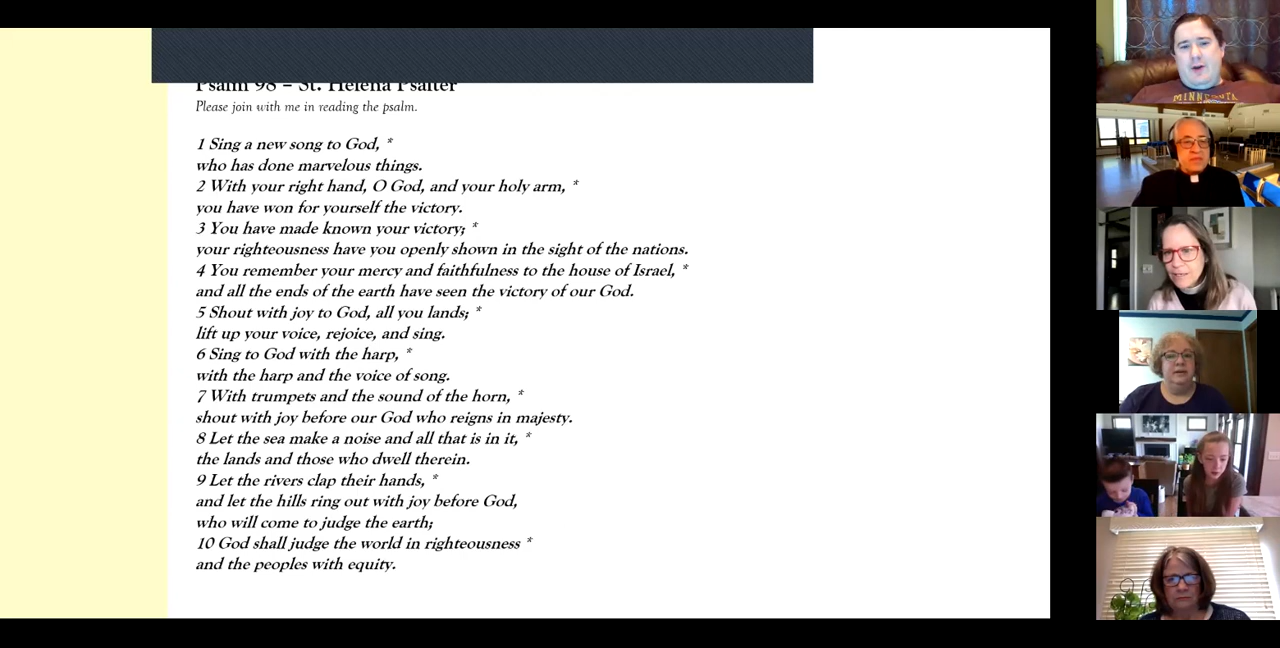 Psalm 98 – St. Helena Psalter
Please join with me in reading the psalm.
1 Sing a new song to God, *
who has done marvelous things.
2 With your right hand, O God, and your holy arm, *
you have won for yourself the victory.
3 You have made known your victory; *
your righteousness have you openly shown in the sight of the nations.
4 You remember your mercy and faithfulness to the house of Israel, *
and all the ends of the earth have seen the victory of our God.
5 Shout with joy to God, all you lands; *
lift up your voice, rejoice, and sing.
6 Sing to God with the harp, *
with the harp and the voice of song.
7 With trumpets and the sound of the horn, *
shout with joy before our God who reigns in majesty.
8 Let the sea make a noise and all that is in it, *
the lands and those who dwell therein.
9 Let the rivers clap their hands, *
and let the hills ring out with joy before God,
who will come to judge the earth;
10 God shall judge the world in righteousness *
and the peoples with equity.
MINNESOTA